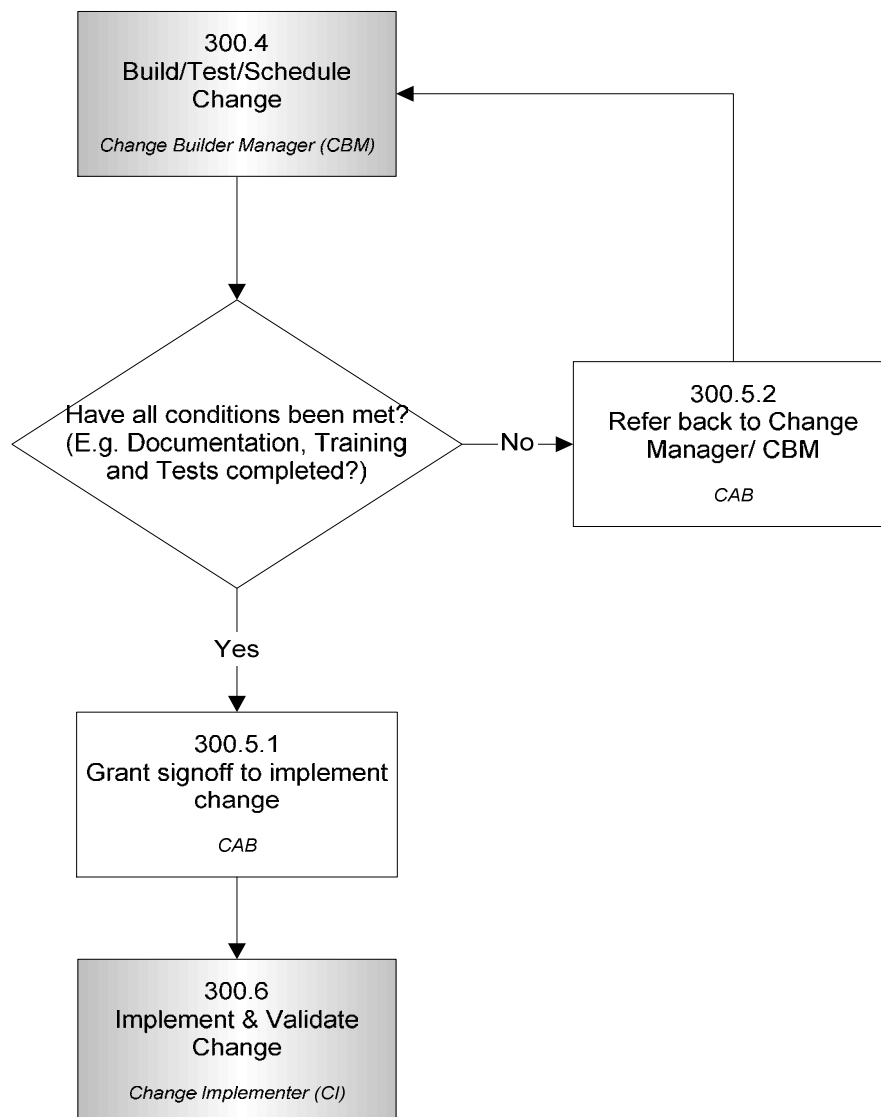 300.4
Build/Test/Schedule
Change
Change Builder Manager (CBM)
Have all conditions been met?
(E.g. Documentation, Training
and Tests completed?)
No
300.5.2
Refer back to Change
Manager/ CBM
CAB
Yes
300.5.1
Grant signoff to implement
change
CAB
300.6
Implement & Validate
Change
Change Implementer (CI)